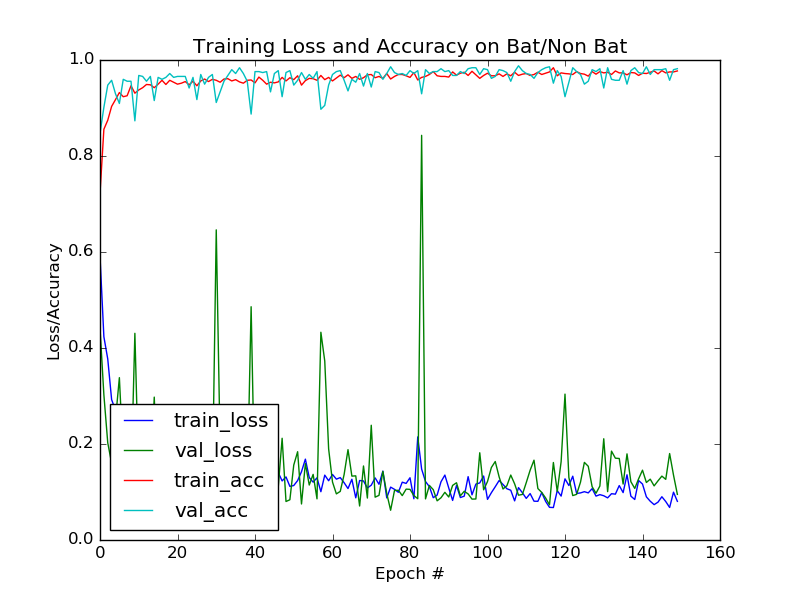 Training Loss and Accuracy on Bat/Non Bat
1.0
0.8
0.6
0.4
0.2
0.0
Loss/Accuracy
train_loss
val_loss
train_acc
val_acc
0 20 40 60 80 100 120 140 160
Epoch #